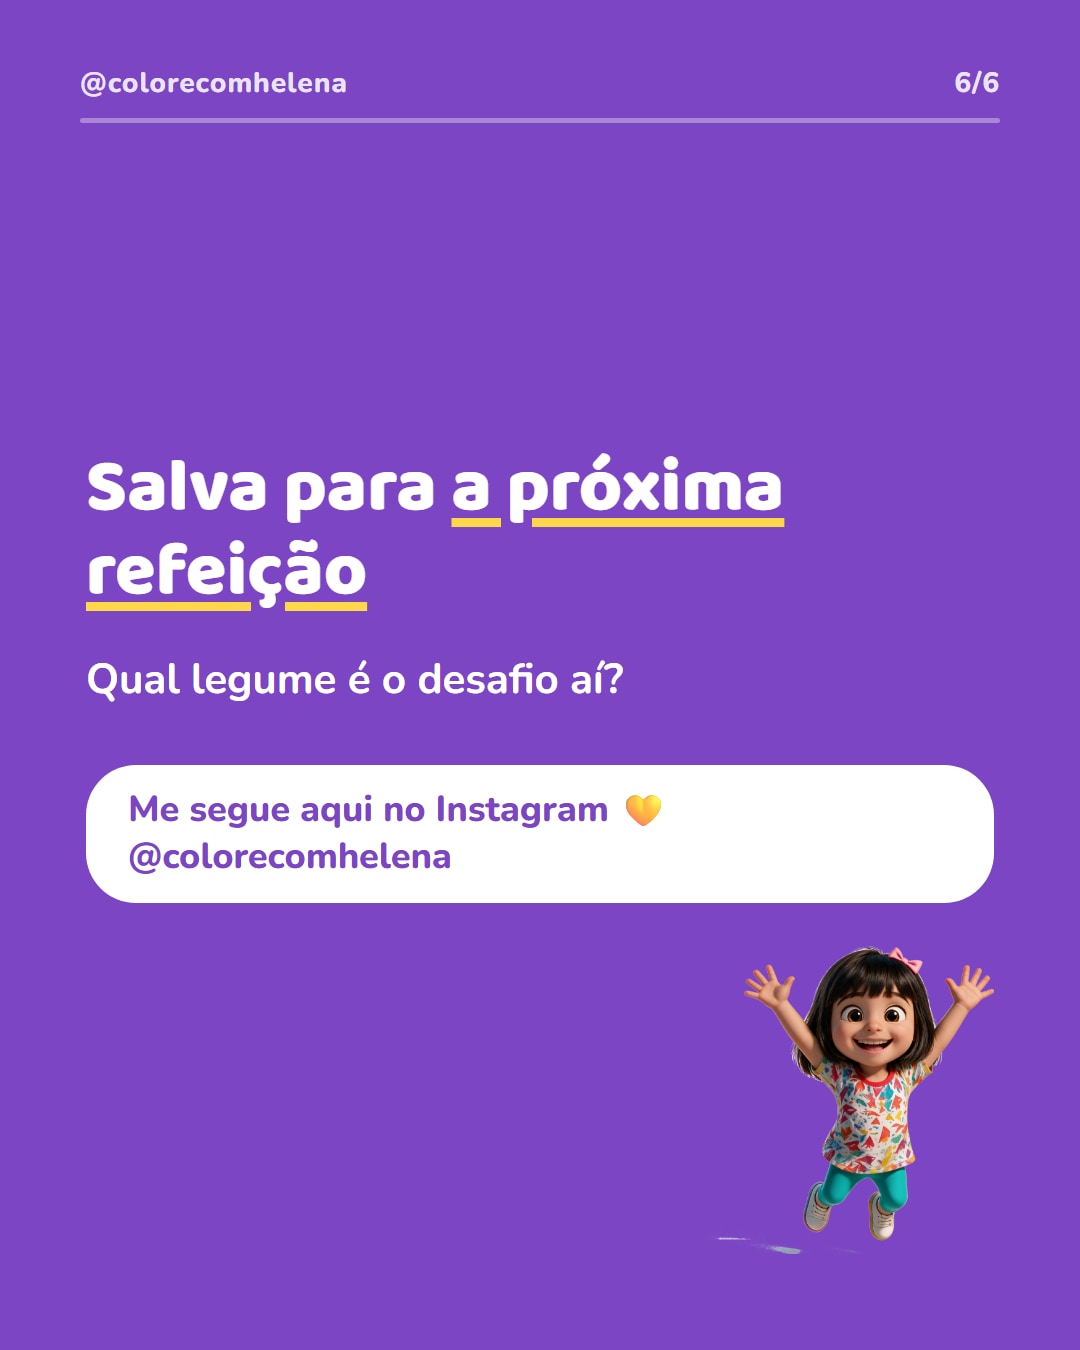 @colorecomhelena
6/6
Salva para a próxima
refeição
Qual legume é o desafio aí?
Me segue aqui no Instagram 💛
@colorecomhelena